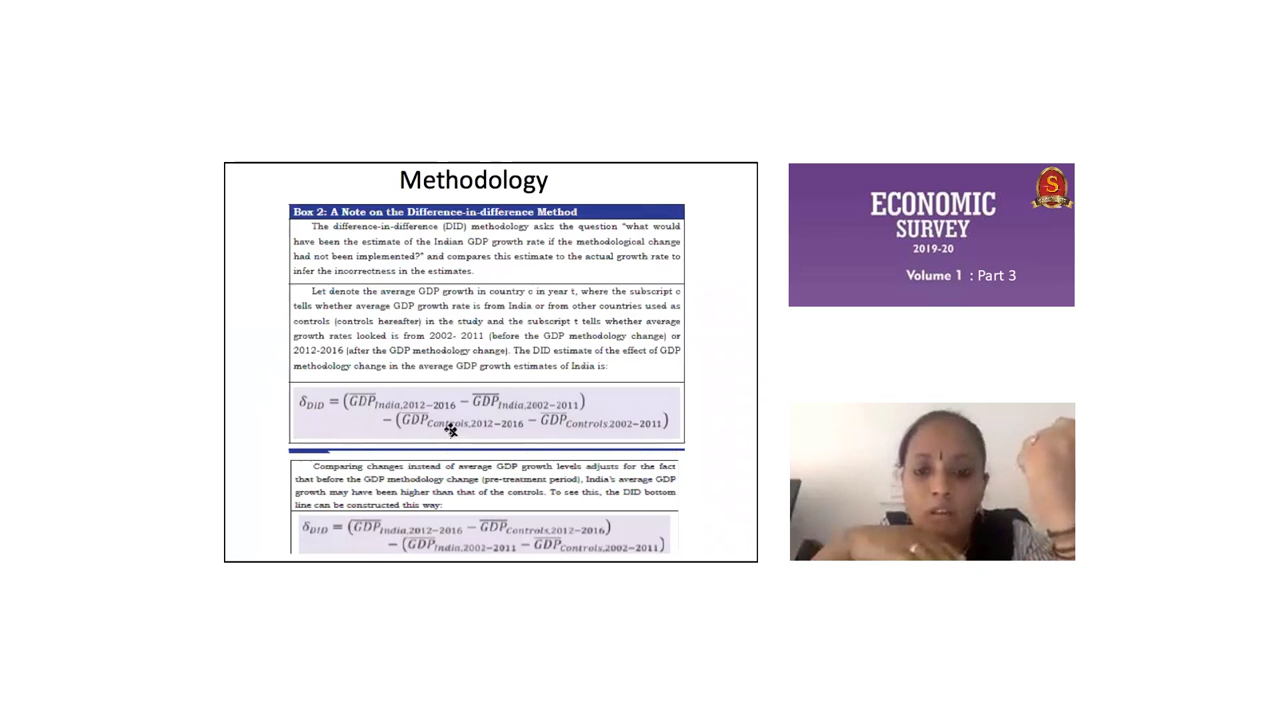 Methodology
Box 2: A Note on the Difference-in-difference Method
The difference-in-difference (DID) methodology asks the question "what would
have been the estimate of the Indian GDP growth rate if the methodological change
had not been implemented?" and compares this estimate to the actual growth rate to
infer the incorrectness in the estimates.
Let denote the average GDP growth in country c in year t, where the subscript c
tells whether average GDP growth rate is from India or from other countries used as
controls (controls hereafter) in the study and the subscript t tells whether average
growth rates looked is from 2002- 2011 (before the GDP methodology change) or
2012-2016 (after the GDP methodology change). The DID estimate of the effect of GDP
methodology change in the average GDP growth estimates of India is:
δ_DID = (G̅D̅P̅_India,2012−2016 − G̅D̅P̅_India,2002−2011)
− (G̅D̅P̅_Controls,2012−2016 − G̅D̅P̅_Controls,2002−2011)
Comparing changes instead of average GDP growth levels adjusts for the fact
that before the GDP methodology change (pre-treatment period), India's average GDP
growth may have been higher than that of the controls. To see this, the DID bottom
line can be constructed this way:
δ_DID = (G̅D̅P̅_India,2012−2016 − G̅D̅P̅_Controls,2012−2016)
− (G̅D̅P̅_India,2002−2011 − G̅D̅P̅_Controls,2002−2011)
S
ECONOMIC
SURVEY
2019-20
Volume 1 : Part 3